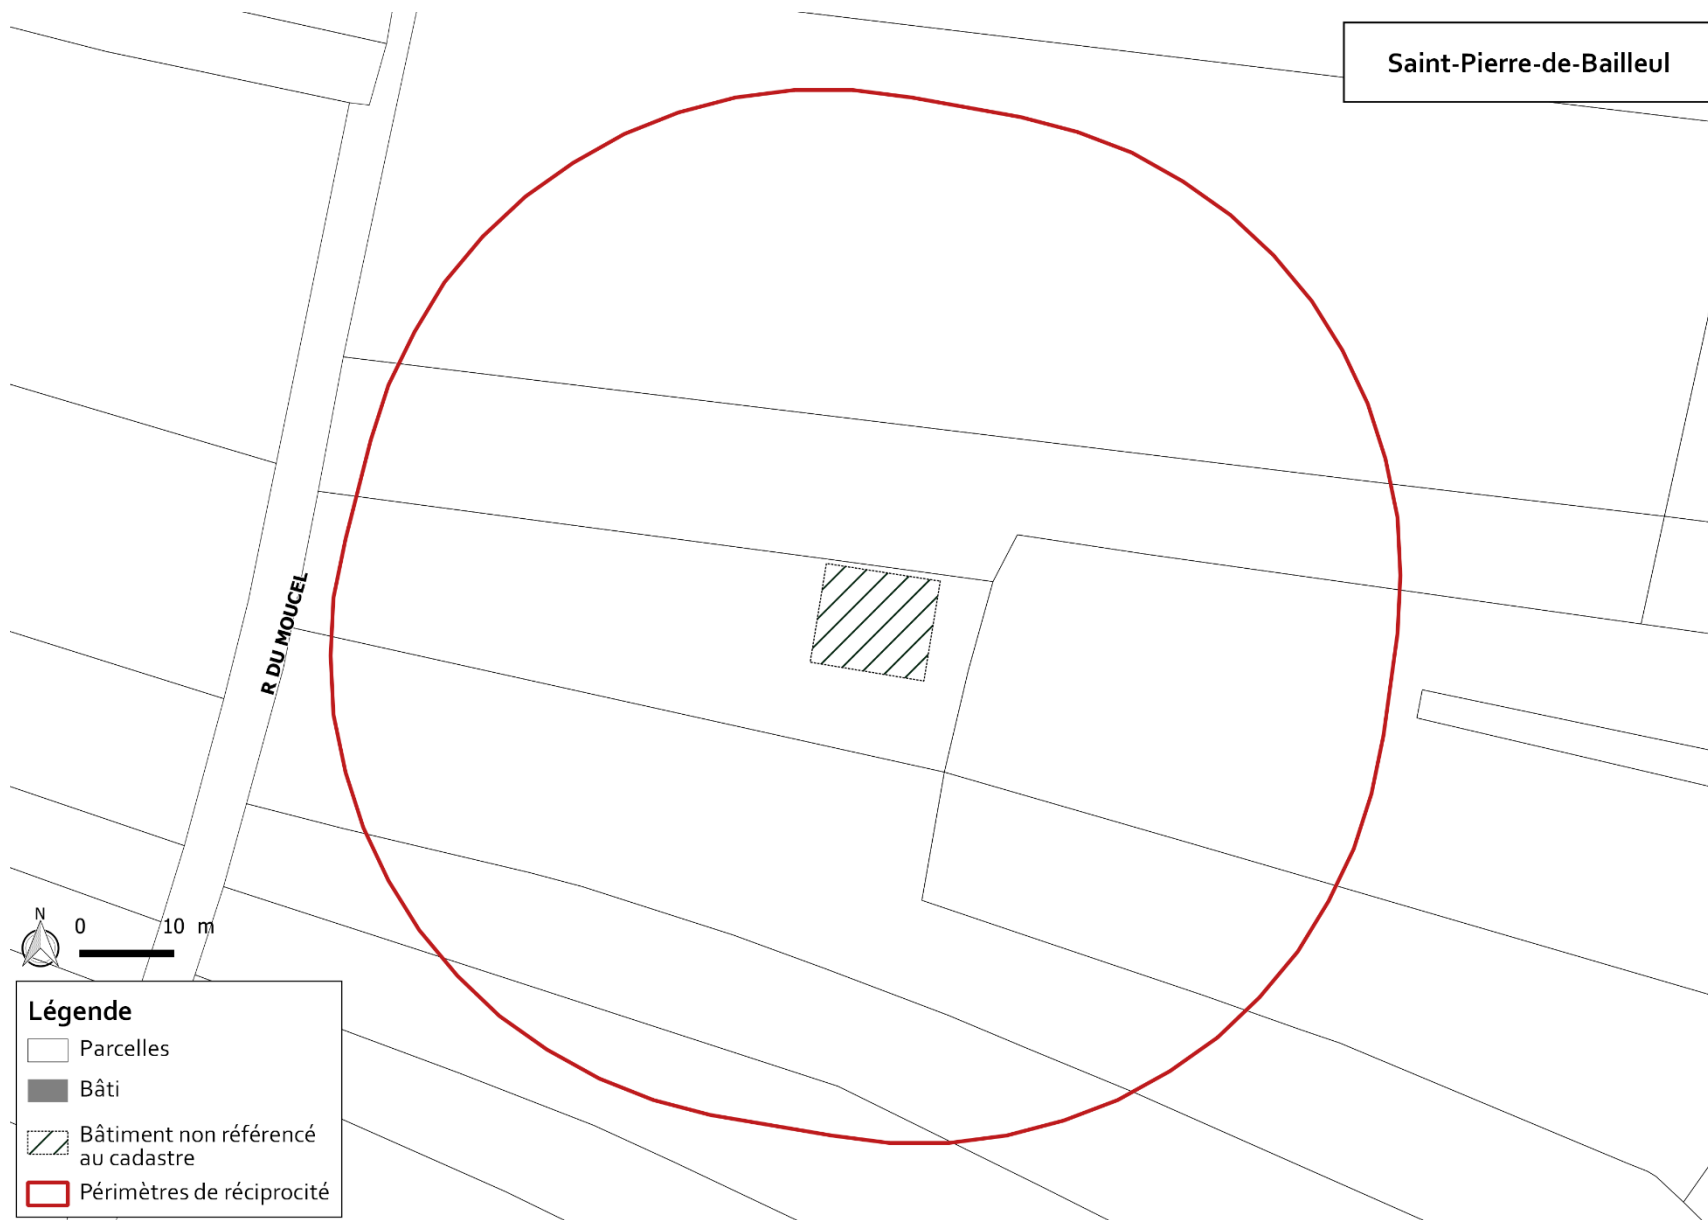 Saint-Pierre-de-Bailleul
R DU MOUCEL
N
0 10 m
Légende
Parcelles
Bâti
Bâtiment non référencé
au cadastre
Périmètres de réciprocité